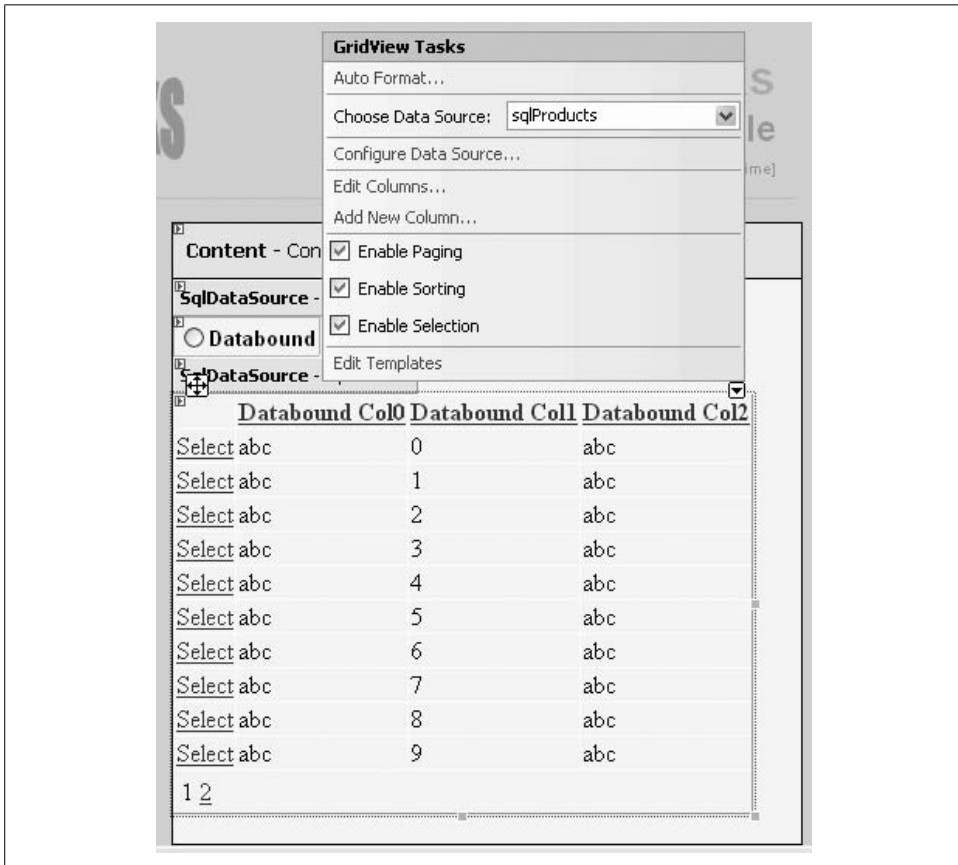 GridView Tasks
Auto Format...
Choose Data Source: sqlProducts
Configure Data Source...
Edit Columns...
Add New Column...
Enable Paging
Enable Sorting
Enable Selection
Edit Templates
le
ime]
Content - Con
SqlDataSource -
Databound
SqlDataSource -
Databound Col0 Databound Col1 Databound Col2
Select abc 0 abc
Select abc 1 abc
Select abc 2 abc
Select abc 3 abc
Select abc 4 abc
Select abc 5 abc
Select abc 6 abc
Select abc 7 abc
Select abc 8 abc
Select abc 9 abc
1 2